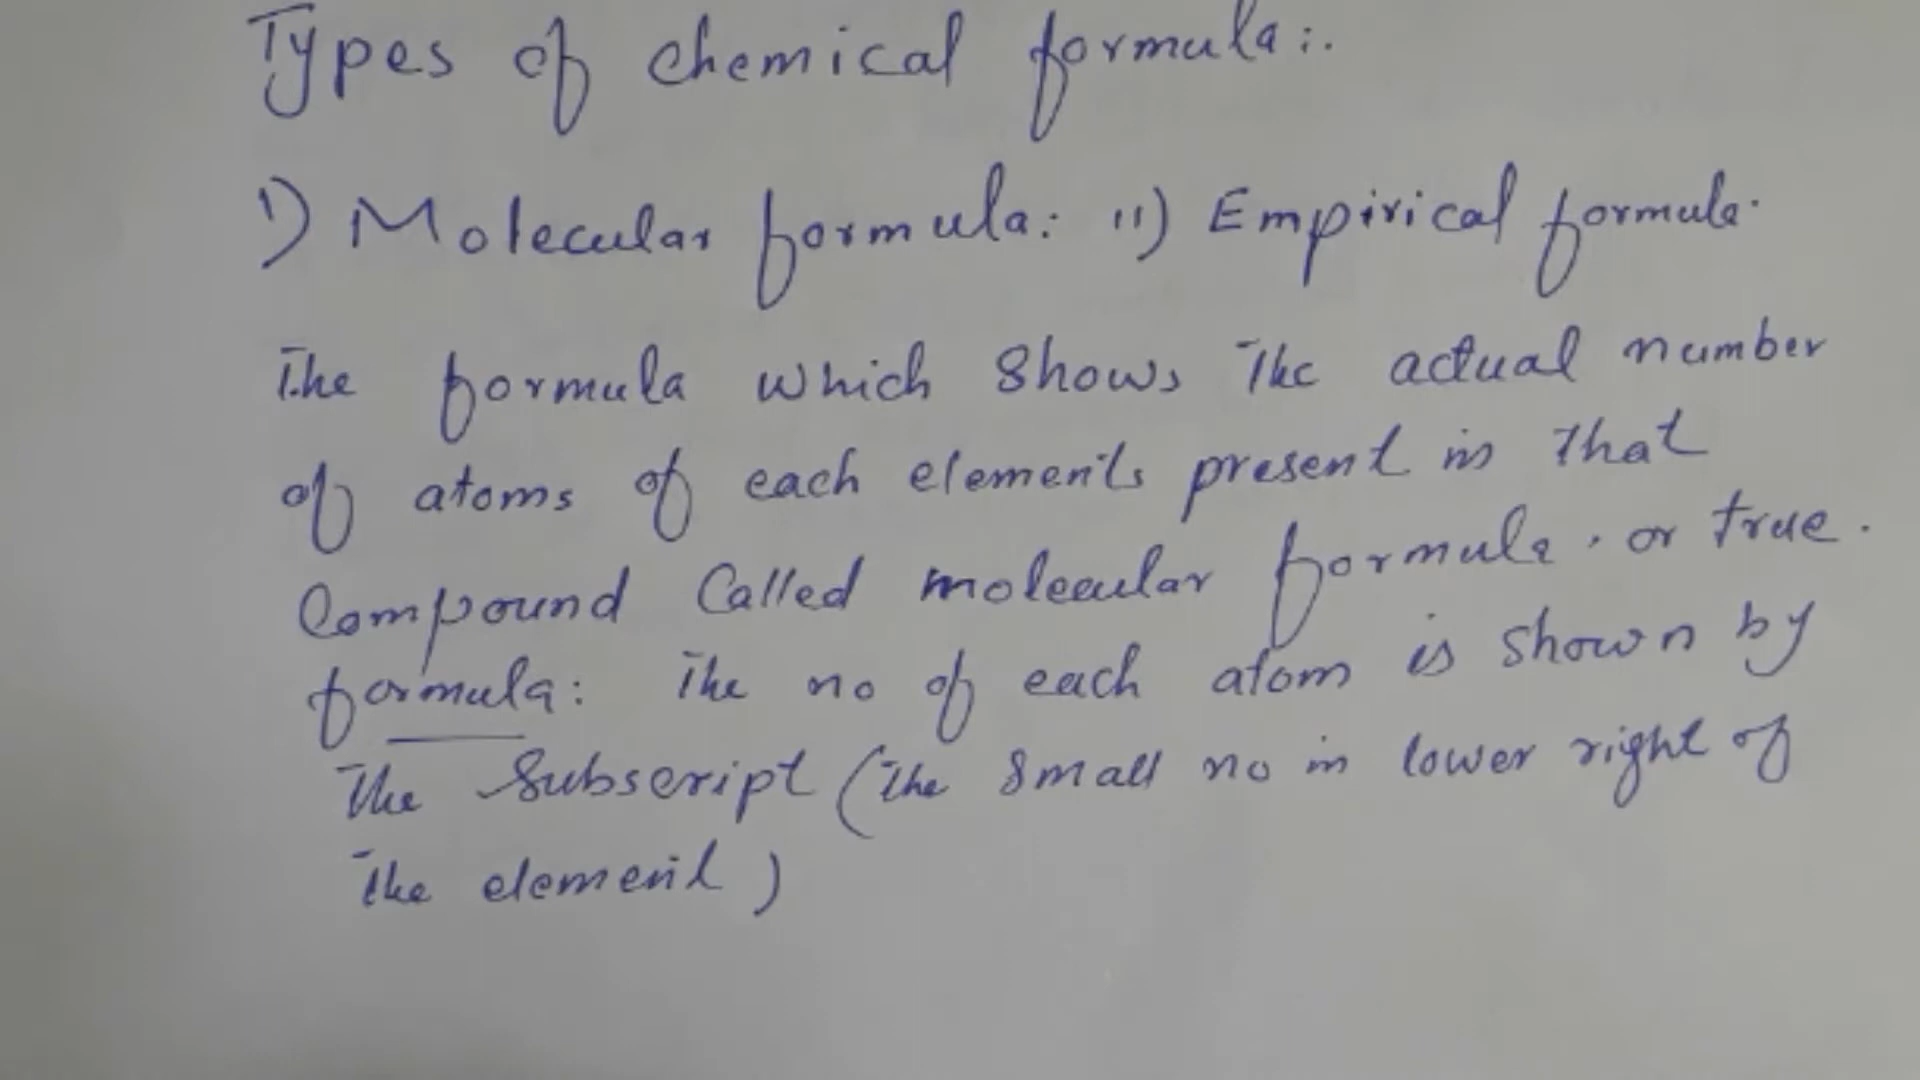 Types of chemical formula:.
i) Molecular formula: ii) Empirical formula.
The formula which shows the actual number
of atoms of each elements present in that
Compound Called molecular formula. or true.
formula: The no of each atom is shown by
the Subscript (the small no in lower right of
the element)